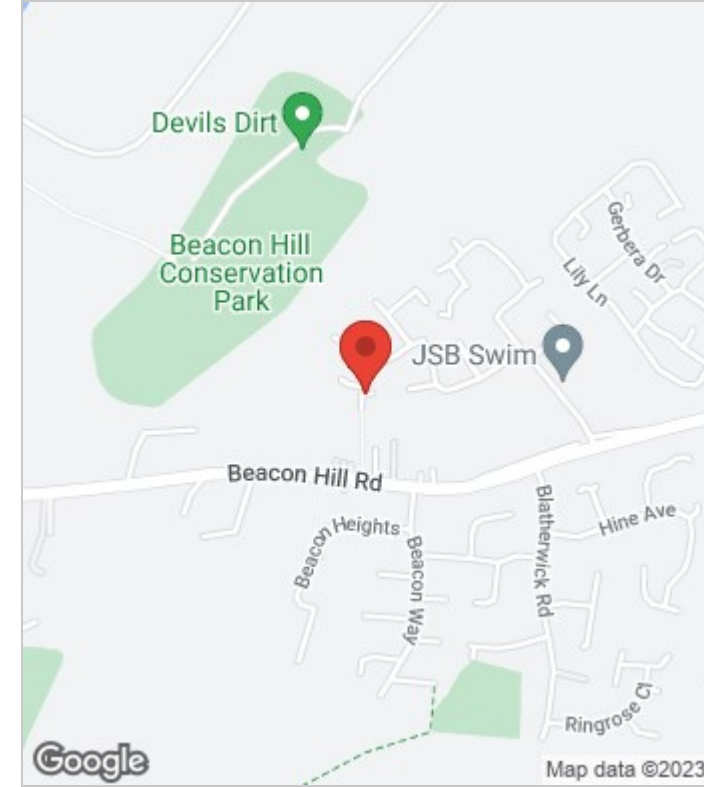 Devils Dirt
Beacon Hill
Conservation
Park
Gerbera Dr
Lily Ln
JSB Swim
Beacon Hill Rd
Beacon Heights
Beacon Way
Blatherwick Rd
Hine Ave
Ringrose Cl
Google
Map data ©2023